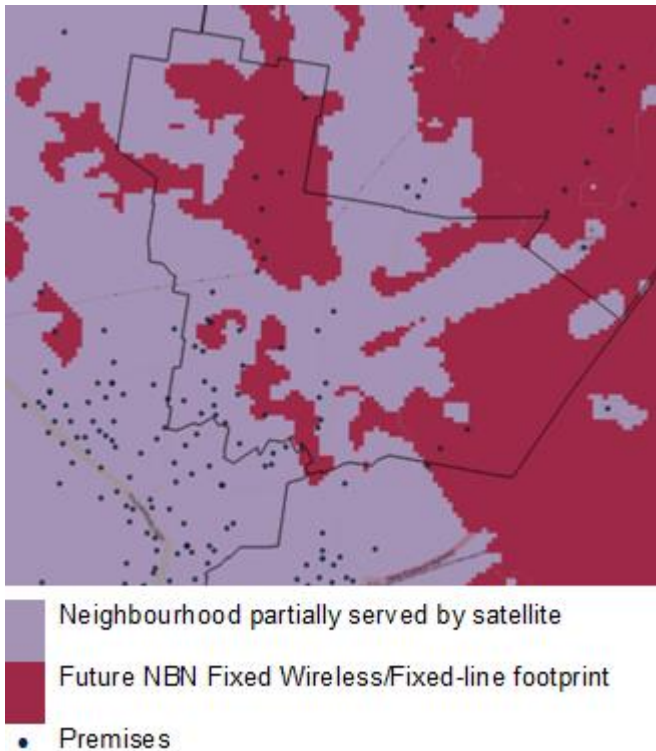 Neighbourhood partially served by satellite
Future NBN Fixed Wireless/Fixed-line footprint
Premises